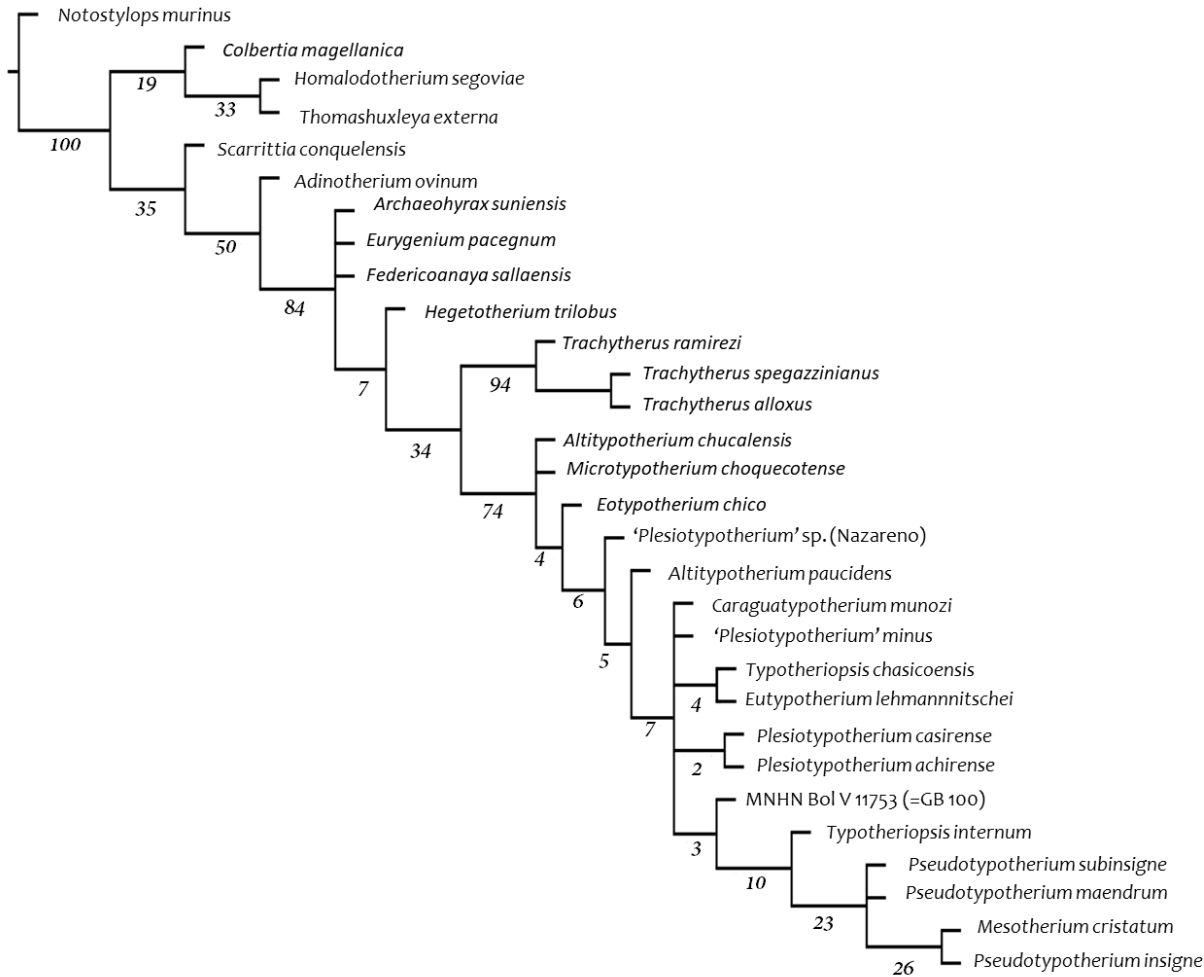 Notostylops murinus
Colbertia magellanica
19
Homalodotherium segoviae
33
Thomashuxleya externa
100
Scarrittia conquelensis
35
Adinotherium ovinum
Archaeohyrax suniensis
50
Eurygenium pacegnum
Federicoanaya sallaensis
84
Hegetotherium trilobus
Trachytherus ramirezi
7
94
Trachytherus spegazzinianus
Trachytherus alloxus
34
Altitypotherium chucalensis
Microtypotherium choquecotense
74
Eotypotherium chico
‘Plesiotypotherium’ sp. (Nazareno)
4
Altitypotherium paucidens
6
Caraguatypotherium munozi
‘Plesiotypotherium’ minus
5
Typotheriopsis chasicoensis
4
Eutypotherium lehmannnitschei
7
Plesiotypotherium casirense
2
Plesiotypotherium achirense
MNHN Bol V 11753 (=GB 100)
Typotheriopsis internum
3
Pseudotypotherium subinsigne
10
Pseudotypotherium maendrum
23
Mesotherium cristatum
26
Pseudotypotherium insigne